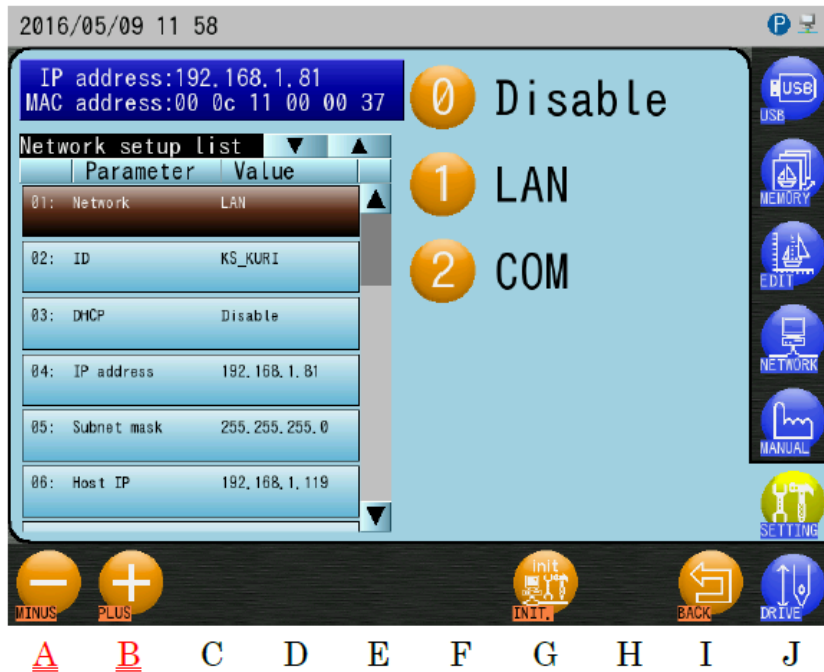 2016/05/09 11 58
P
IP address:192.168.1.81
MAC address:00 0c 11 00 00 37
Network setup list ▼ ▲
Parameter Value
01: Network LAN
02: ID KS_KURI
03: DHCP Disable
04: IP address 192.168.1.81
05: Subnet mask 255.255.255.0
06: Host IP 192.168.1.119
0 Disable
1 LAN
2 COM
USB
USB
MEMORY
EDIT
NETWORK
MANUAL
SETTING
MINUS
PLUS
init
INIT.
BACK
DRIVE
A B C D E F G H I J